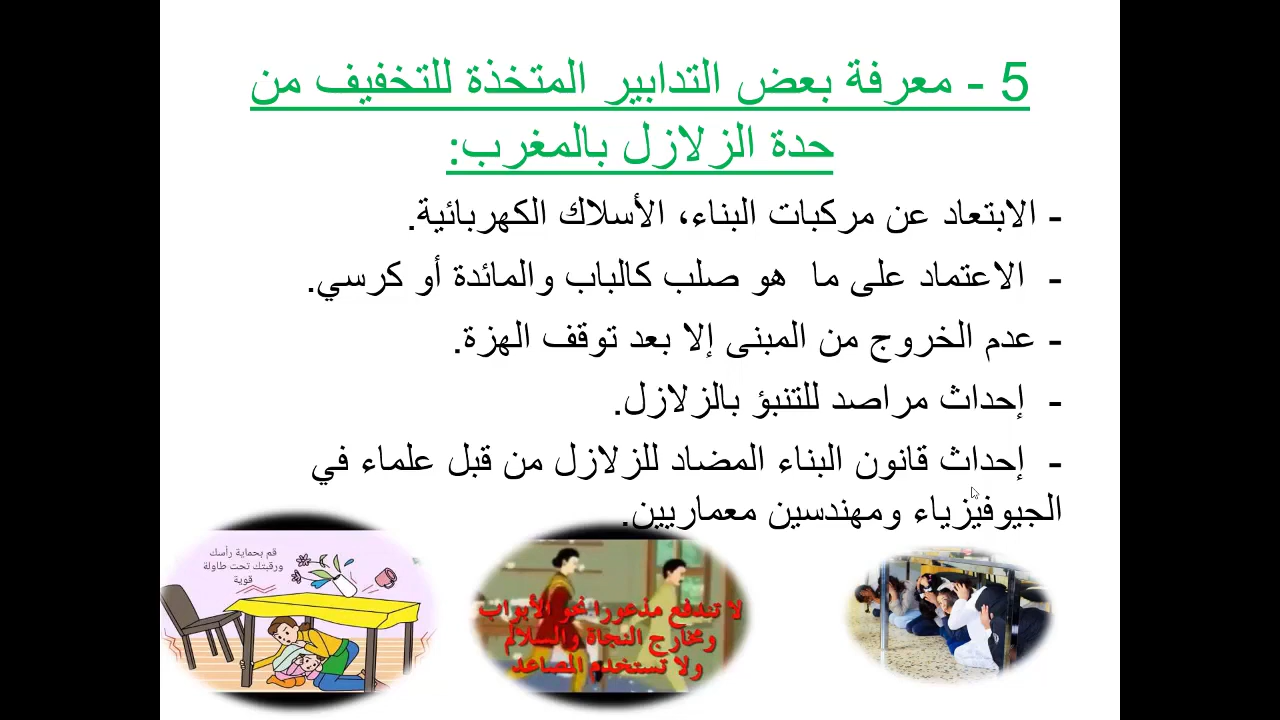 5 - معرفة بعض التدابير المتخذة للتخفيف من
حدة الزلازل بالمغرب:
- الابتعاد عن مركبات البناء، الأسلاك الكهربائية.
- الاعتماد على ما هو صلب كالباب والمائدة أو كرسي.
- عدم الخروج من المبنى إلا بعد توقف الهزة.
- إحداث مراصد للتنبؤ بالزلازل.
- إحداث قانون البناء المضاد للزلازل من قبل علماء في
الجيوفيزياء ومهندسين معماريين.
قم بحماية رأسك
ورقبتك تحت طاولة
قوية
لا تندفع مذعورا نحو الأبواب
ومخارج النجاة والسلالم
ولا تستخدم المصاعد